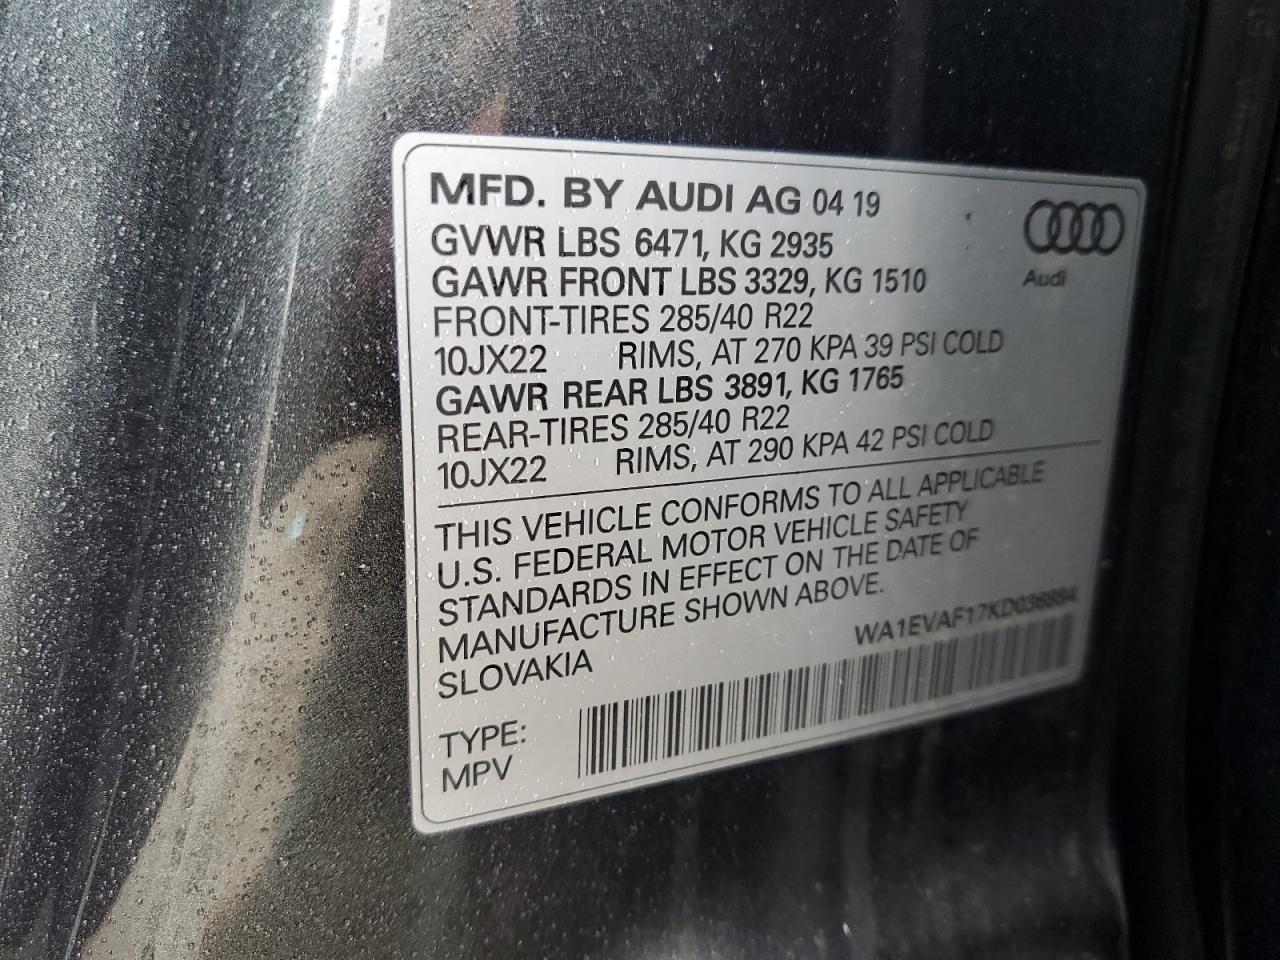 MFD. BY AUDI AG 04 19
GVWR LBS 6471, KG 2935
GAWR FRONT LBS 3329, KG 1510
FRONT-TIRES 285/40 R22
10JX22 RIMS, AT 270 KPA 39 PSI COLD
GAWR REAR LBS 3891, KG 1765
REAR-TIRES 285/40 R22
10JX22 RIMS, AT 290 KPA 42 PSI COLD
Audi
THIS VEHICLE CONFORMS TO ALL APPLICABLE
U.S. FEDERAL MOTOR VEHICLE SAFETY
STANDARDS IN EFFECT ON THE DATE OF
MANUFACTURE SHOWN ABOVE.
SLOVAKIA
TYPE:
MPV